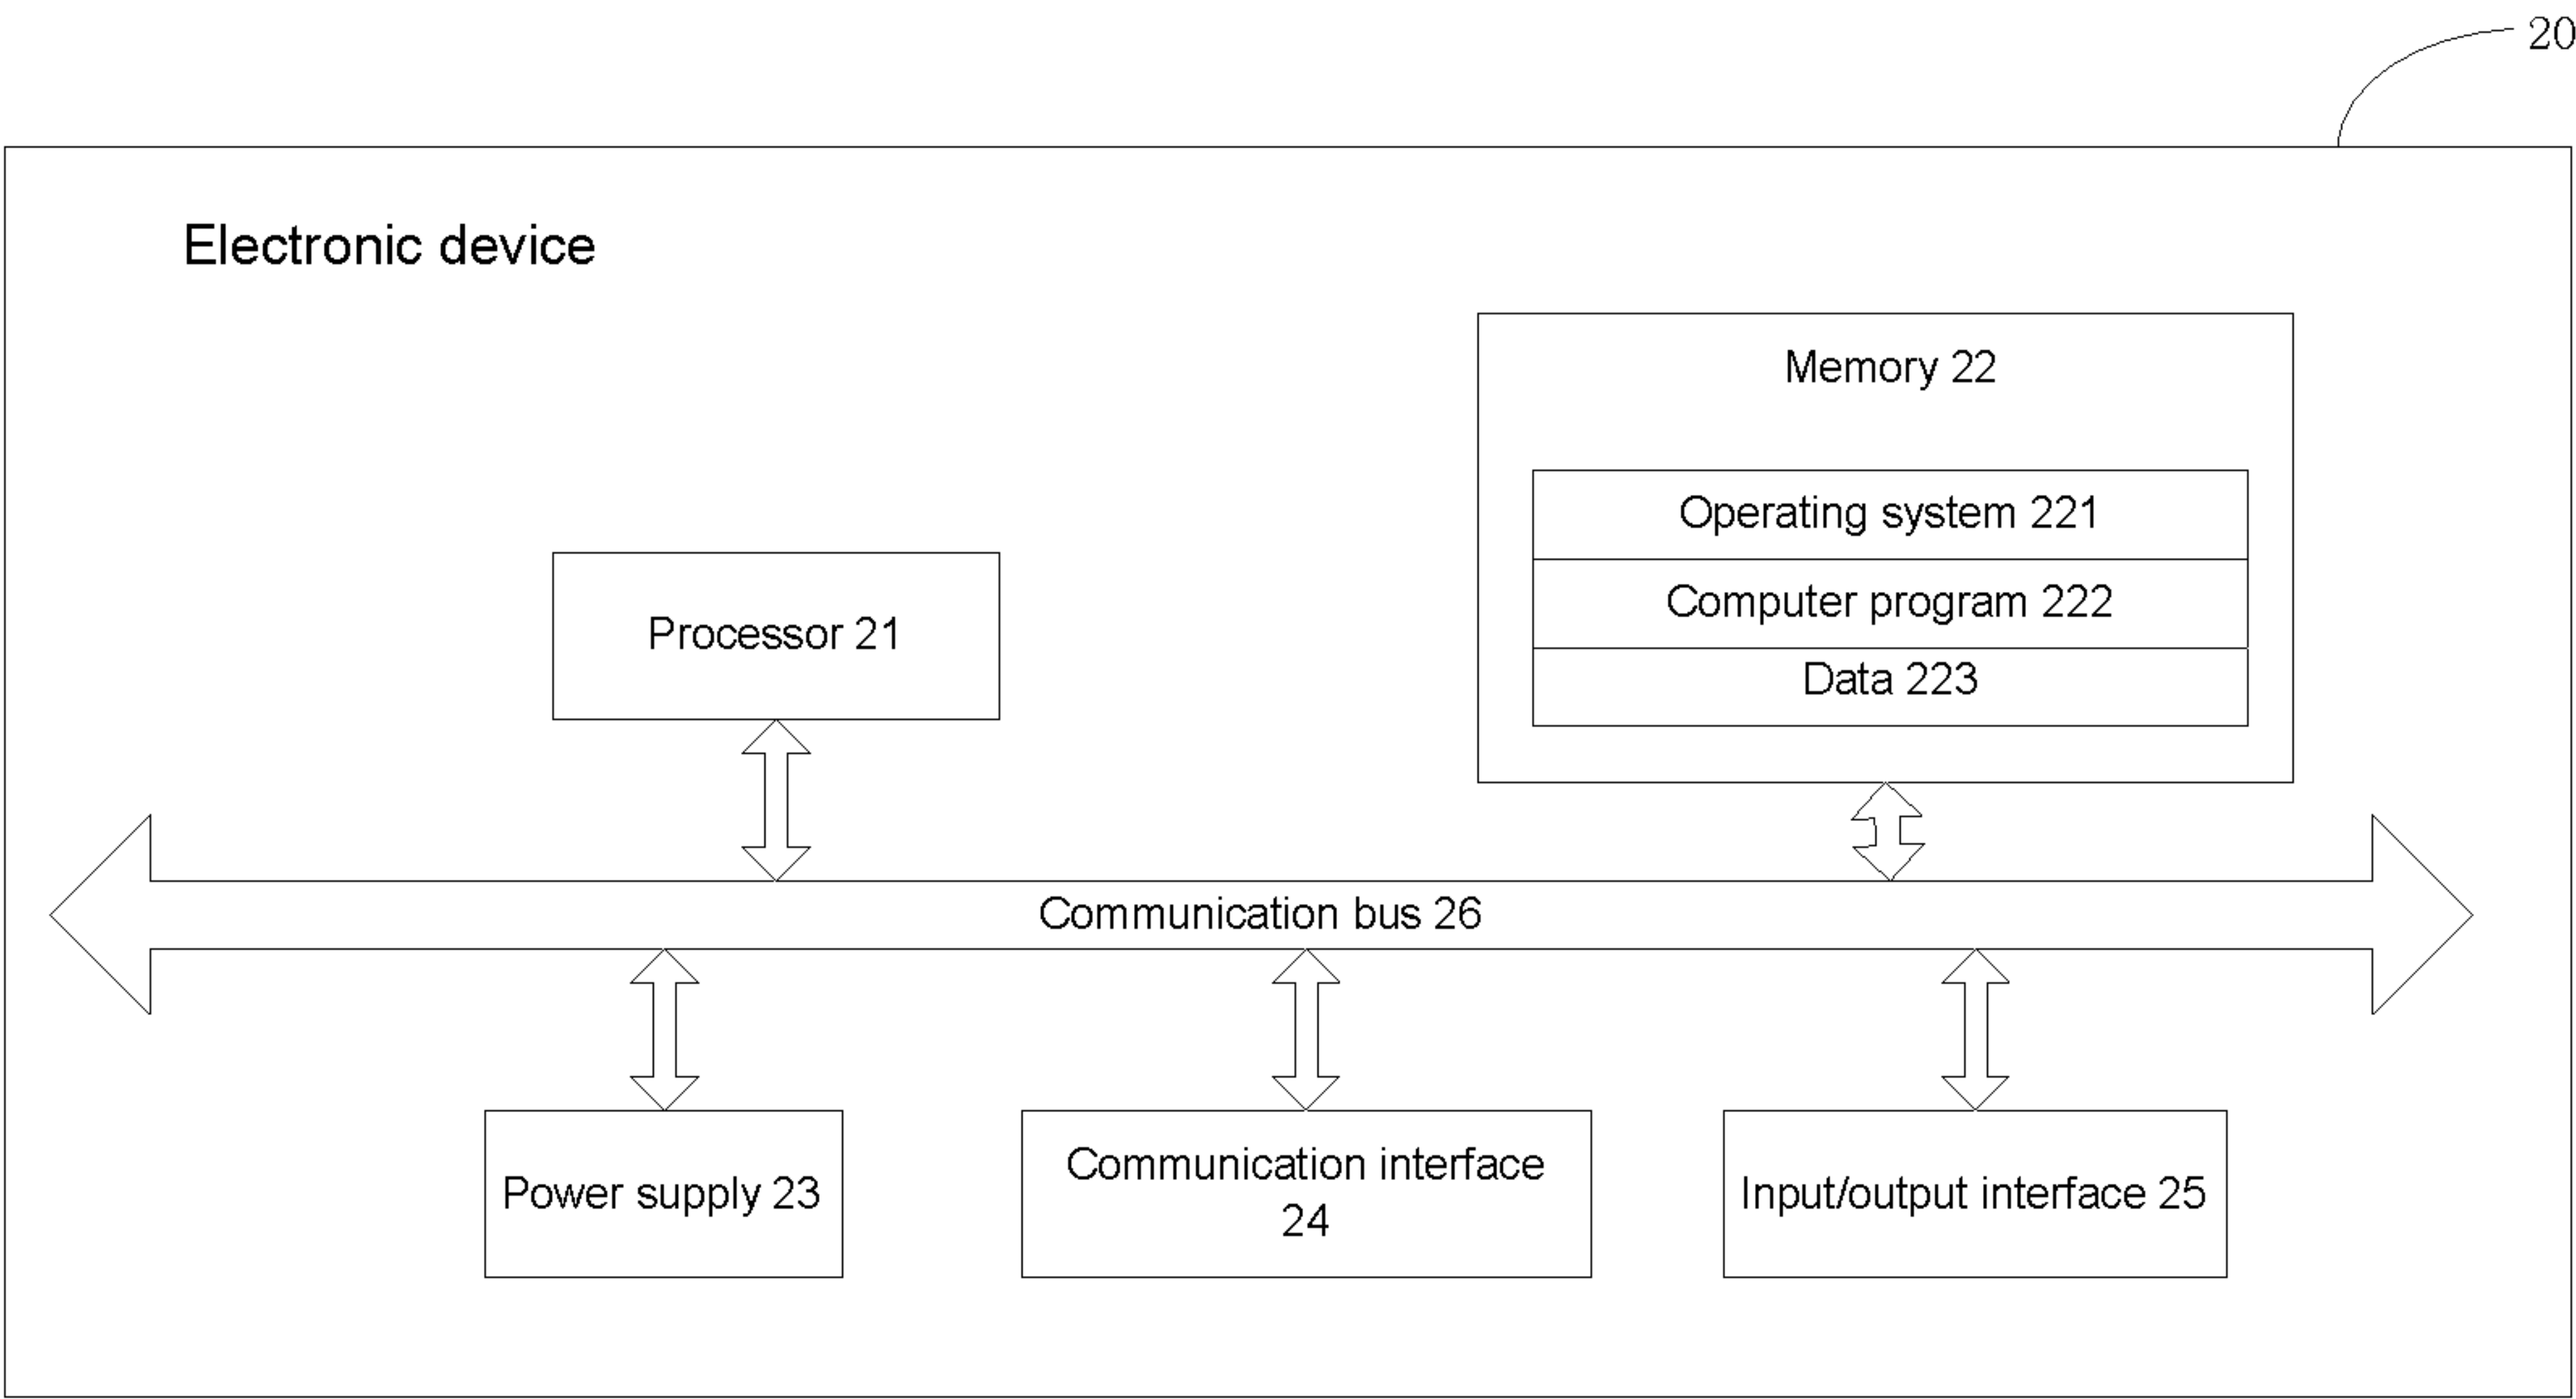 20
Electronic device
Memory 22
Operating system 221
Computer program 222
Data 223
Processor 21
Communication bus 26
Power supply 23
Communication interface
24
Input/output interface 25